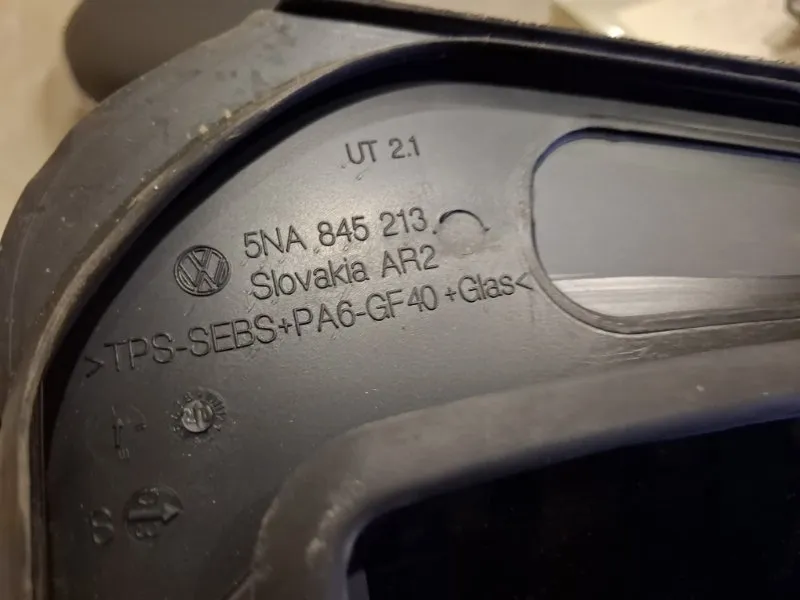 UT 2.1
5NA 845 213
Slovakia AR2
>TPS-SEBS+PA6-GF40+Glas<